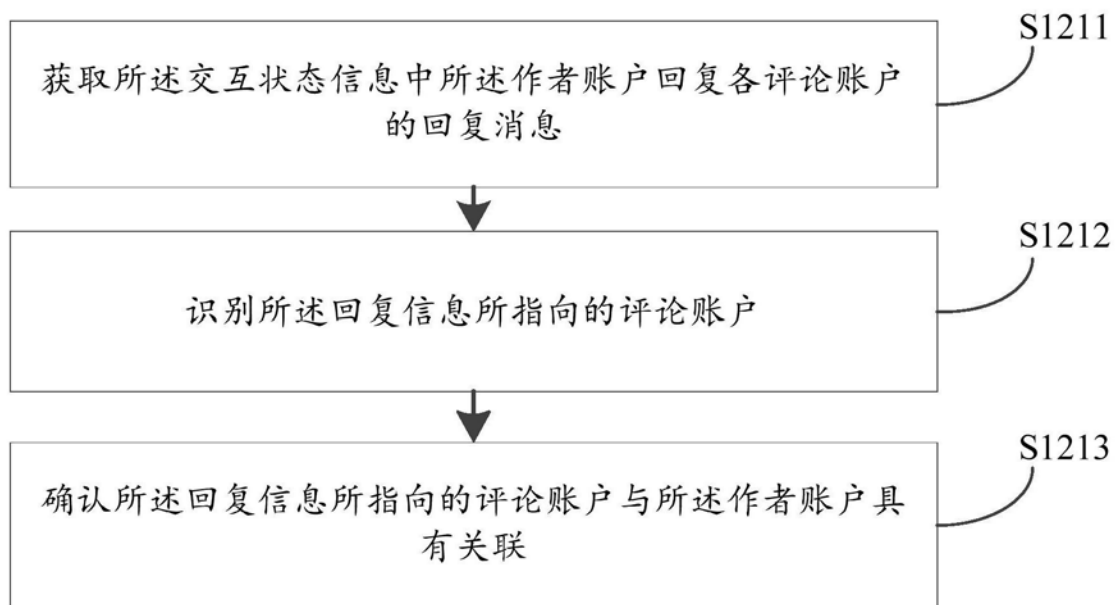 S1211
获取所述交互状态信息中所述作者账户回复各评论账户
的回复消息
S1212
识别所述回复信息所指向的评论账户
S1213
确认所述回复信息所指向的评论账户与所述作者账户具
有关联